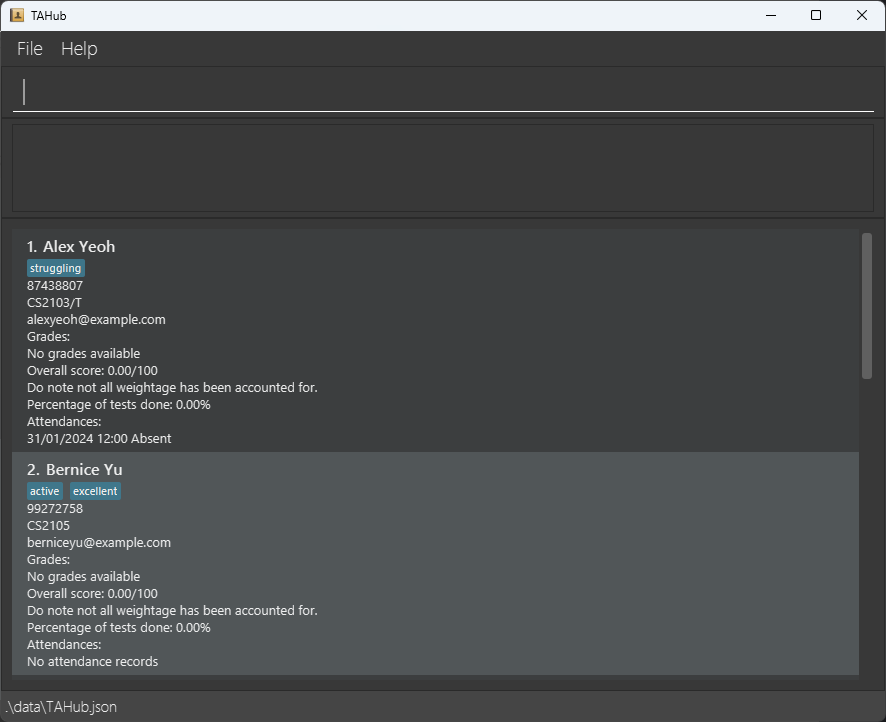 TAHub
File Help
1. Alex Yeoh
struggling
87438807
CS2103/T
alexyeoh@example.com
Grades:
No grades available
Overall score: 0.00/100
Do note not all weightage has been accounted for.
Percentage of tests done: 0.00%
Attendances:
31/01/2024 12:00 Absent
2. Bernice Yu
active excellent
99272758
CS2105
berniceyu@example.com
Grades:
No grades available
Overall score: 0.00/100
Do note not all weightage has been accounted for.
Percentage of tests done: 0.00%
Attendances:
No attendance records
.\data\TAHub.json